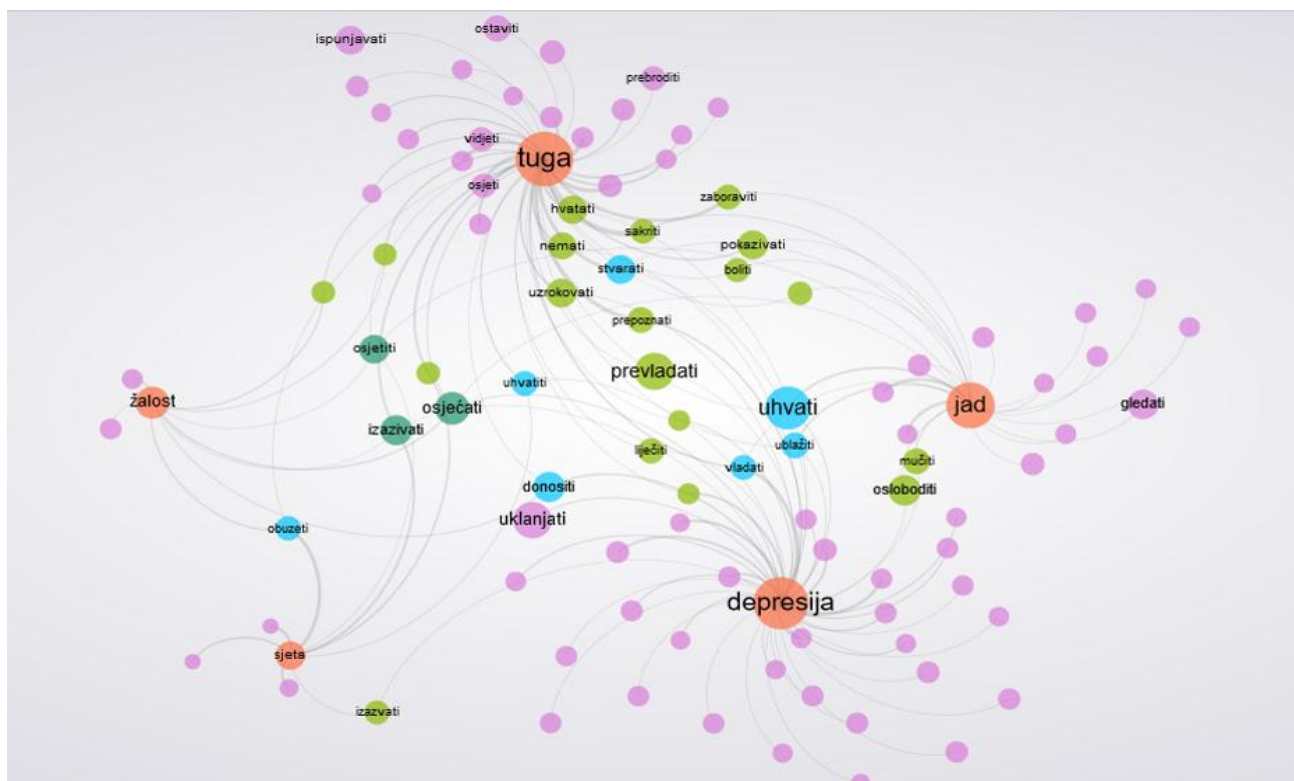 ostaviti
ispunjavati
prebroditi
vidjeti
tuga
osjeti
zaboraviti
hvatati
sakriti
nemati
pokazivati
stvarati
boliti
uzrokovati
prepoznati
osjetiti
prevladati
uhvatiti
žalost
osjećati
uhvati
jad
gledati
izazivati
ublažiti
liječiti
mučiti
vladati
donositi
osloboditi
uklanjati
obuzeti
depresija
sjeta
izazvati